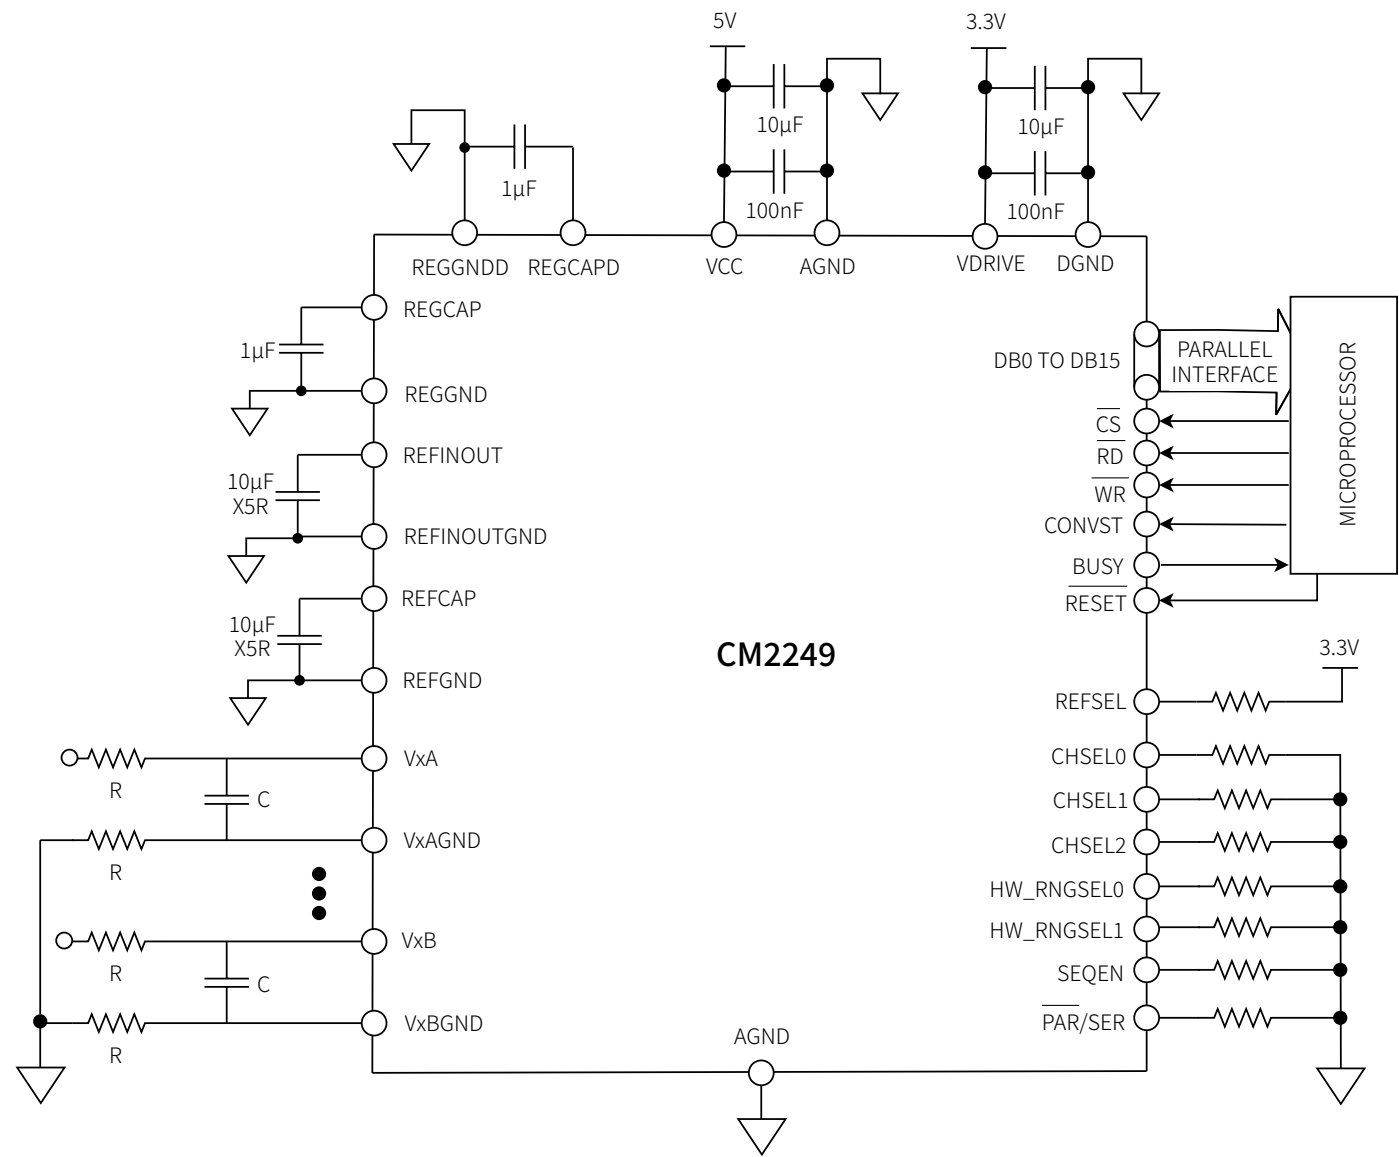 5V
3.3V
10µF
10µF
1µF
100nF
100nF
REGGNDD
REGCAPD
VCC
AGND
VDRIVE
DGND
REGCAP
1µF
REGGND
DB0 TO DB15
PARALLEL
INTERFACE
MICROPROCESSOR
CS
RD
WR
CONVST
BUSY
RESET
REFINOUT
10µF
X5R
REFINOUTGND
REFCAP
10µF
X5R
REFGND
CM2249
3.3V
REFSEL
CHSEL0
CHSEL1
CHSEL2
HW_RNGSEL0
HW_RNGSEL1
SEQEN
PAR/SER
VxA
R
C
VxAGND
R
VxB
R
C
VxBGND
R
AGND